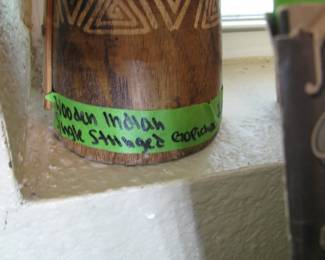 Wooden Indian
Single Stringed Gopichand